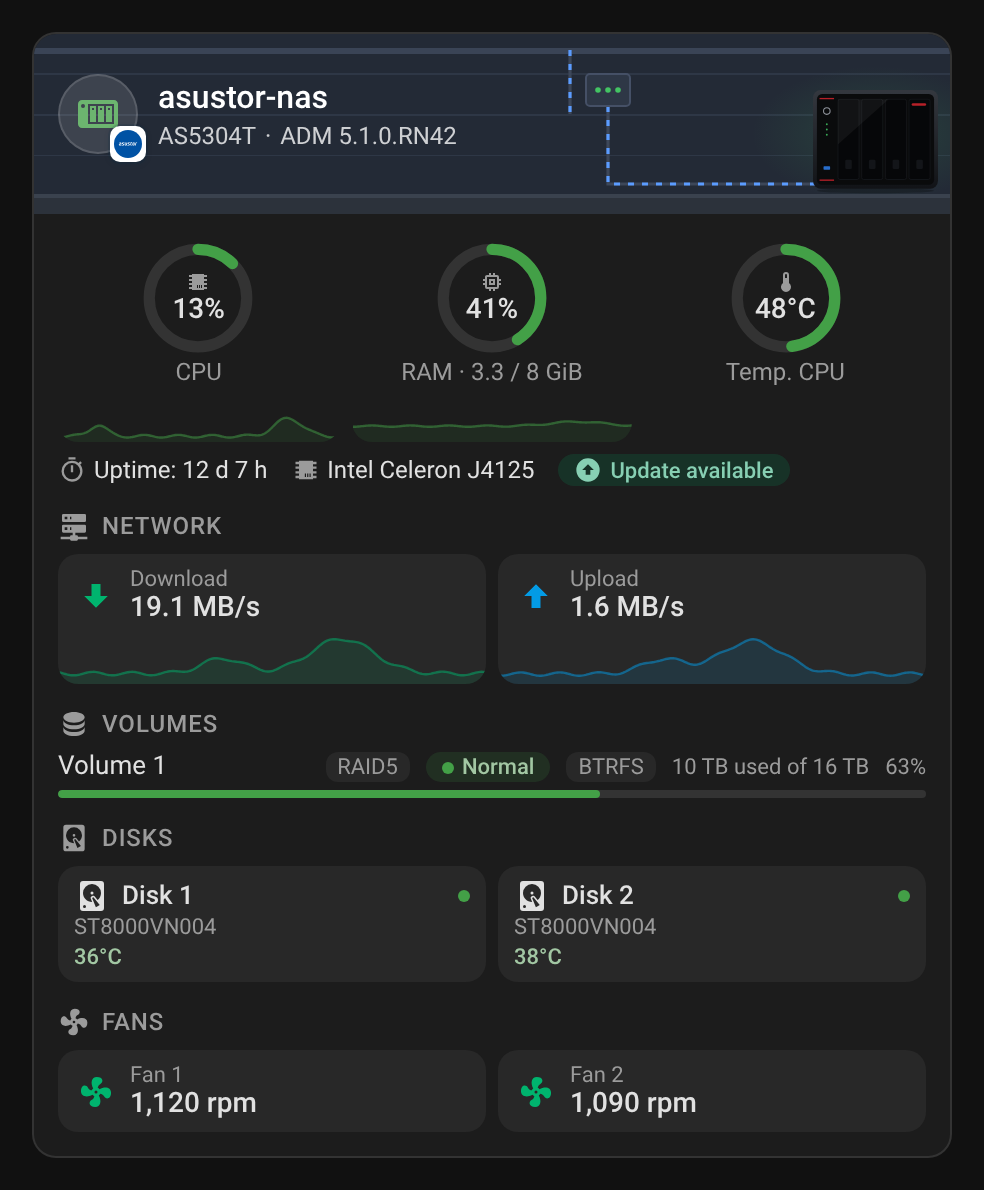 asustor-nas
asustor
AS5304T · ADM 5.1.0.RN42
13%
41%
48°C
CPU
RAM · 3.3 / 8 GiB
Temp. CPU
Uptime: 12 d 7 h
Intel Celeron J4125
Update available
NETWORK
Download
19.1 MB/s
Upload
1.6 MB/s
VOLUMES
Volume 1
RAID5
Normal
BTRFS
10 TB used of 16 TB
63%
DISKS
Disk 1
ST8000VN004
36°C
Disk 2
ST8000VN004
38°C
FANS
Fan 1
1,120 rpm
Fan 2
1,090 rpm